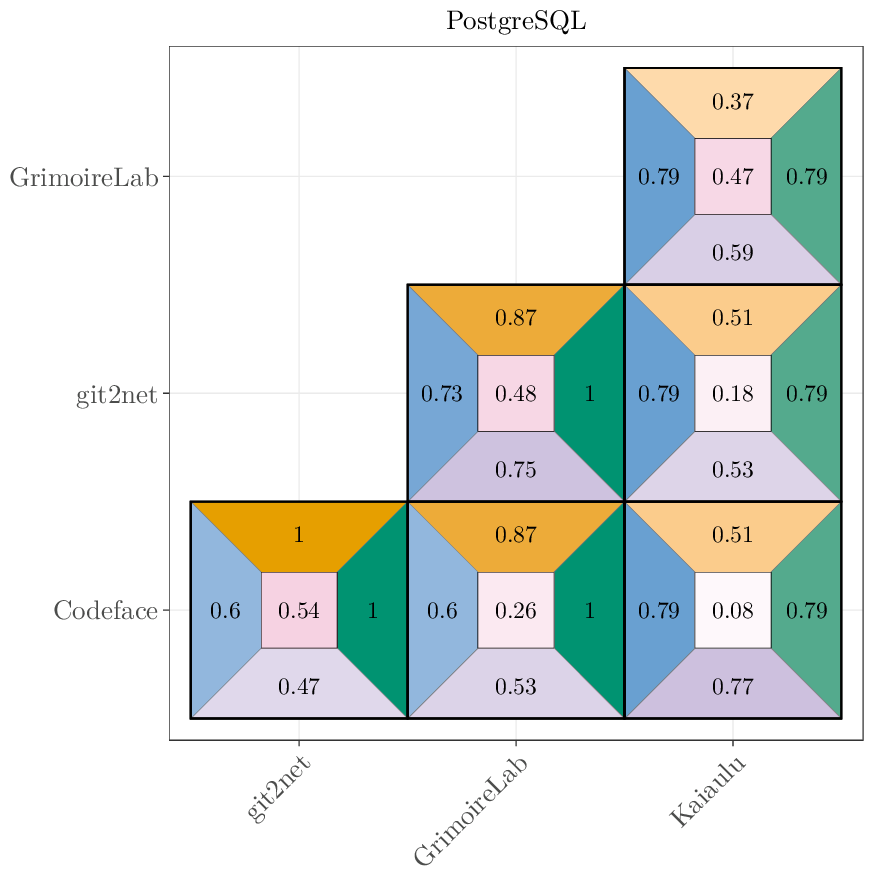 PostgreSQL
0.37
GrimoireLab 0.79 0.47 0.79
0.59
0.87 0.51
git2net 0.73 0.48 1 0.79 0.18 0.79
0.75 0.53
1 0.87 0.51
Codeface 0.6 0.54 1 0.6 0.26 1 0.79 0.08 0.79
0.47 0.53 0.77
git2net GrimoireLab Kaiaulu